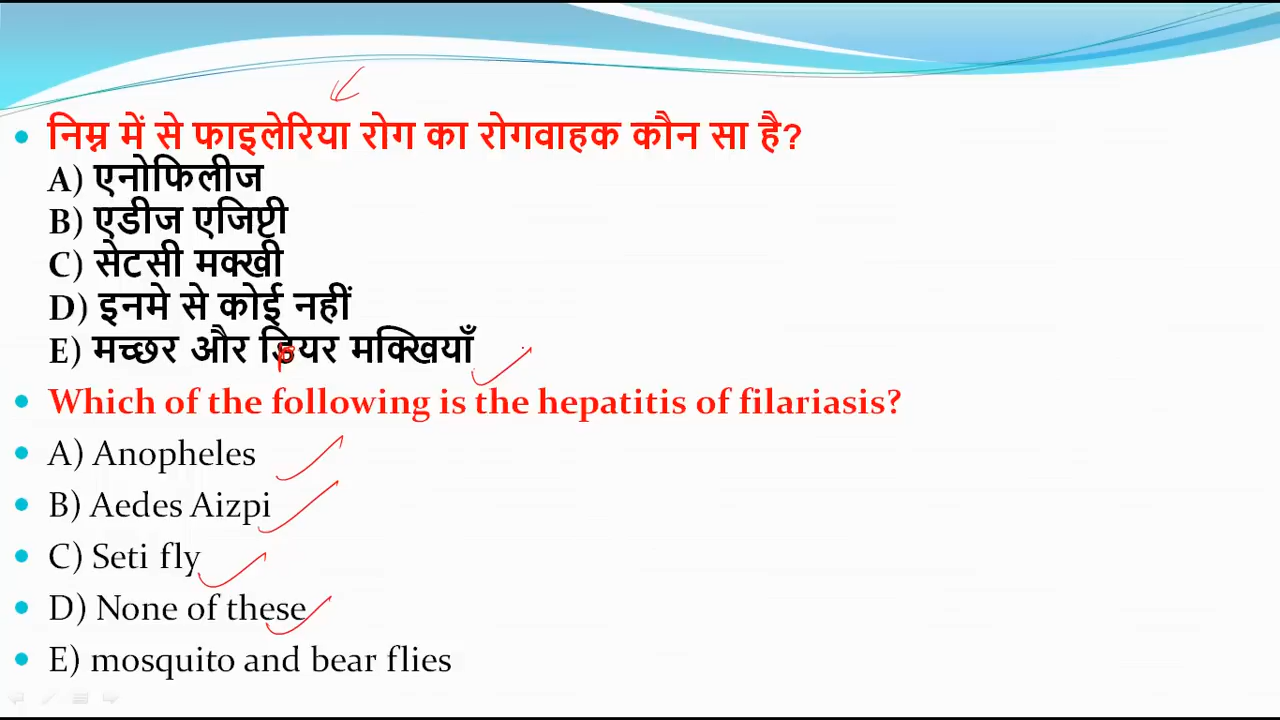 निम्न में से फाइलेरिया रोग का रोगवाहक कौन सा है?
A) एनोफिलीज
B) एडीज एजिप्टी
C) सेटसी मक्खी
D) इनमे से कोई नहीं
E) मच्छर और डियर मक्खियाँ
Which of the following is the hepatitis of filariasis?
A) Anopheles
B) Aedes Aizpi
C) Seti fly
D) None of these
E) mosquito and bear flies